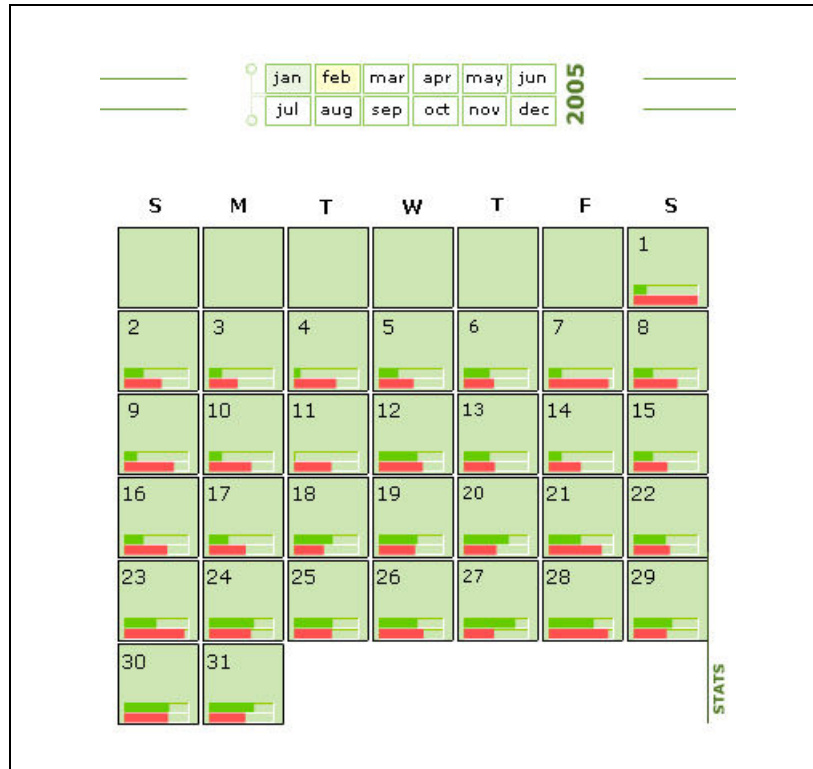 jan feb mar apr may jun
jul aug sep oct nov dec
2005
S M T W T F S
1
2 3 4 5 6 7 8
9 10 11 12 13 14 15
16 17 18 19 20 21 22
23 24 25 26 27 28 29
30 31
STATS